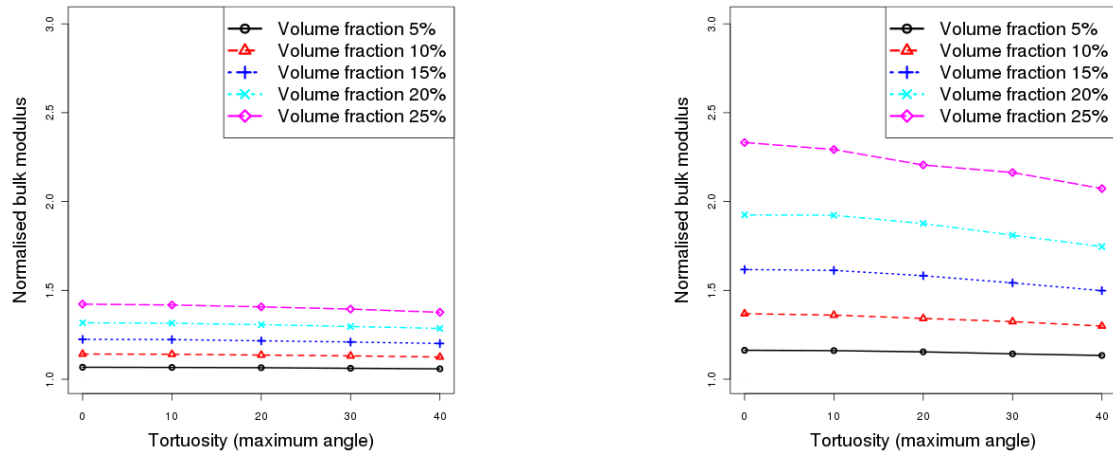 Normalised bulk modulus
3.0
2.5
2.0
1.5
1.0
Volume fraction 5%
Volume fraction 10%
Volume fraction 15%
Volume fraction 20%
Volume fraction 25%
0 10 20 30 40
Tortuosity (maximum angle)
Normalised bulk modulus
3.0
2.5
2.0
1.5
1.0
Volume fraction 5%
Volume fraction 10%
Volume fraction 15%
Volume fraction 20%
Volume fraction 25%
0 10 20 30 40
Tortuosity (maximum angle)